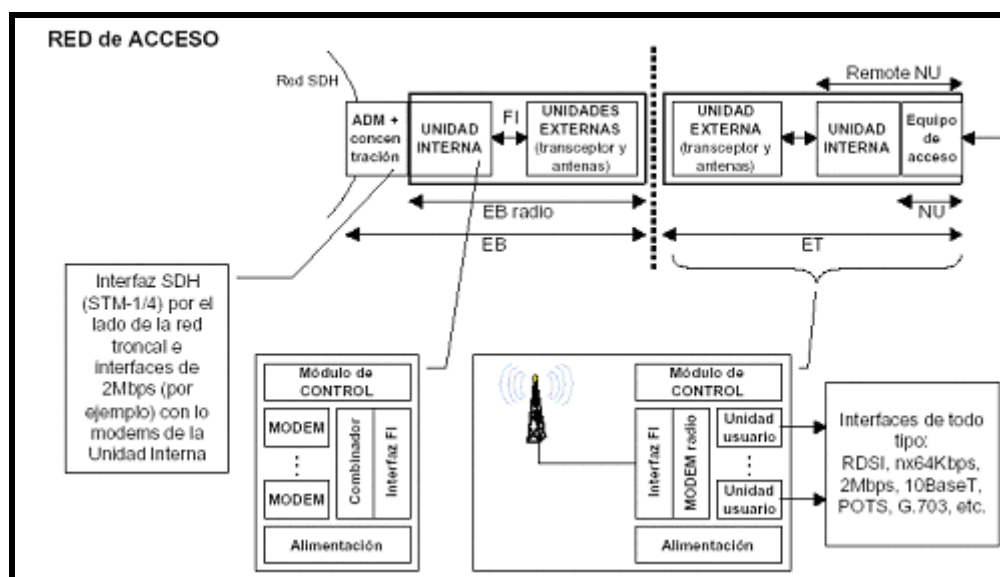 RED de ACCESO
Red SDH
ADM +
concen
tración
UNIDAD
INTERNA
FI
UNIDADES
EXTERNAS
(transceptor y
antenas)
EB radio
EB
Remote NU
UNIDAD
EXTERNA
(transceptor y
antenas)
UNIDAD
INTERNA
Equipo
de
acceso
NU
ET
Interfaz SDH
(STM-1/4) por el
lado de la red
troncal e
interfaces de
2Mbps (por
ejemplo) con lo
modems de la
Unidad Interna
Módulo de
CONTROL
MODEM
MODEM
Combinador
Interfaz FI
Alimentación
Módulo de
CONTROL
Interfaz FI
MODEM radio
Unidad
usuario
Unidad
usuario
Alimentación
Interfaces de todo
tipo:
RDSI, nx64Kbps,
2Mbps, 10BaseT,
POTS, G.703, etc.